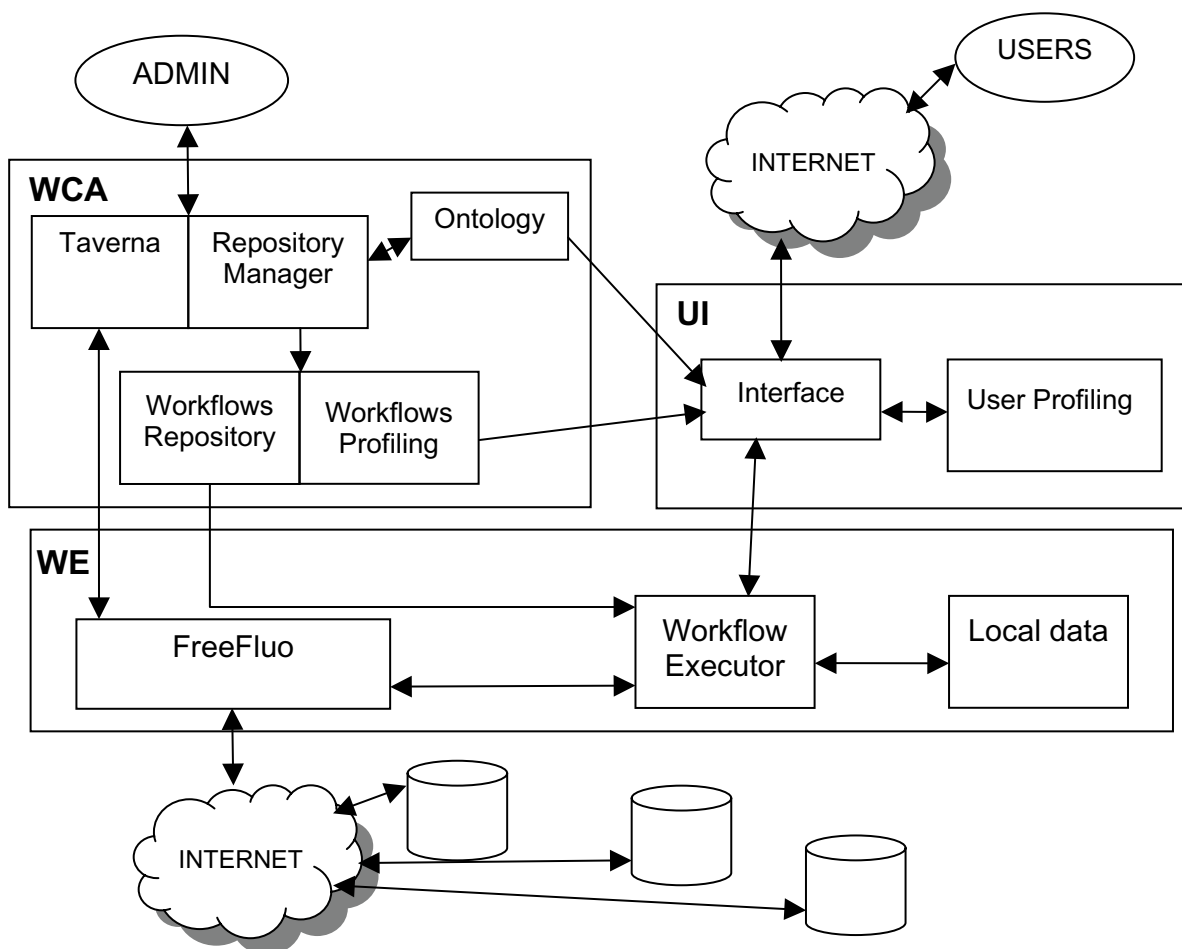 ADMIN
USERS
INTERNET
WCA
Taverna
Repository
Manager
Ontology
Workflows
Repository
Workflows
Profiling
UI
Interface
User Profiling
WE
FreeFluo
Workflow
Executor
Local data
INTERNET